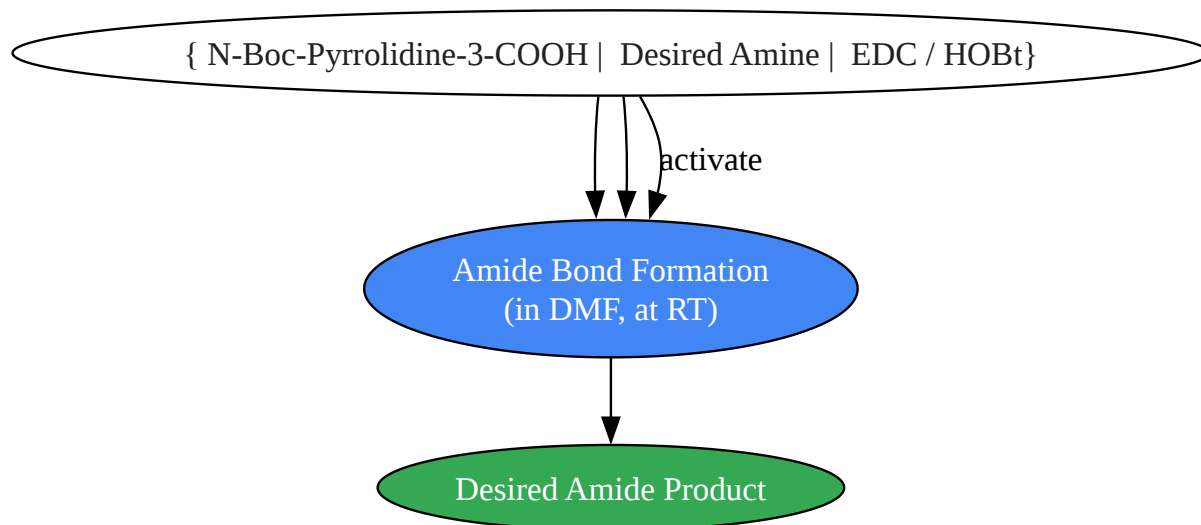 { N-Boc-Pyrrolidine-3-COOH | Desired Amine | EDC / HOBt}
activate
Amide Bond Formation
(in DMF, at RT)
Desired Amide Product